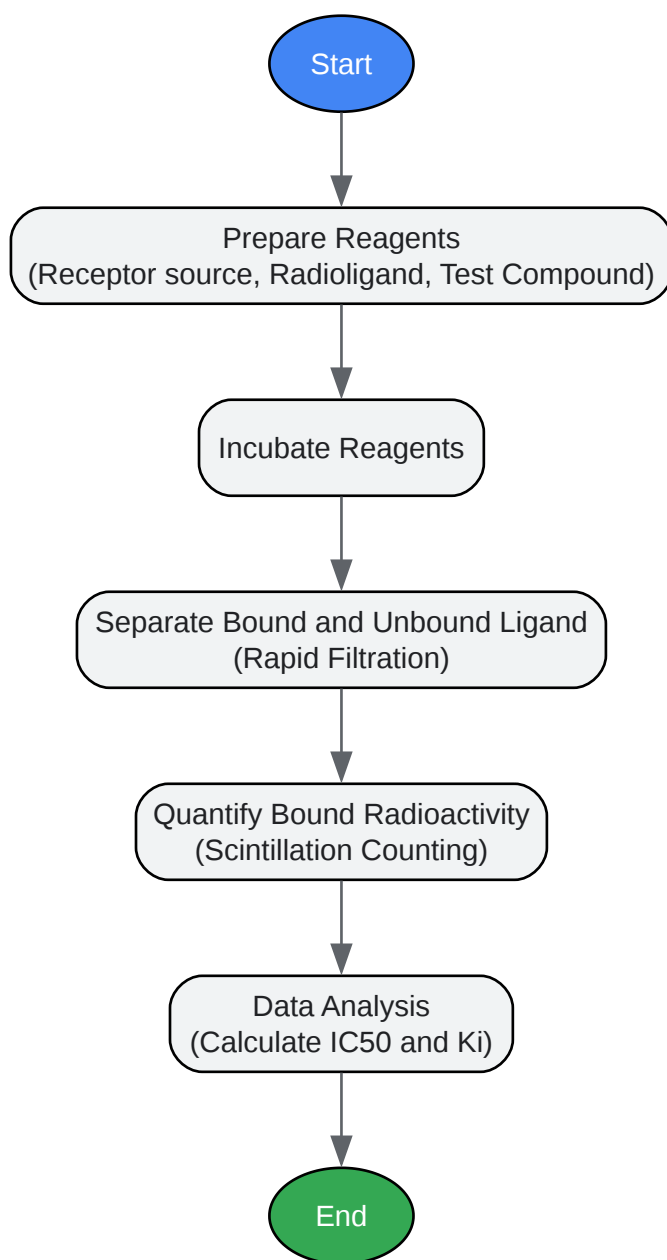 Start
Prepare Reagents
(Receptor source, Radioligand, Test Compound)
Incubate Reagents
Separate Bound and Unbound Ligand
(Rapid Filtration)
Quantify Bound Radioactivity
(Scintillation Counting)
Data Analysis
(Calculate IC50 and Ki)
End